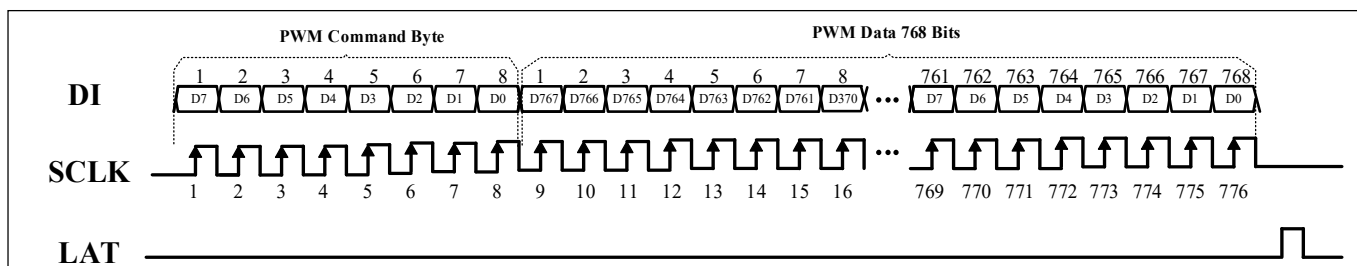 PWM Command Byte PWM Data 768 Bits
1 2 3 4 5 6 7 8 1 2 3 4 5 6 7 8 761 762 763 764 765 766 767 768
DI D7 D6 D5 D4 D3 D2 D1 D0 D767 D766 D765 D764 D763 D762 D761 D370 ... D7 D6 D5 D4 D3 D2 D1 D0
SCLK ...
1 2 3 4 5 6 7 8 9 10 11 12 13 14 15 16 769 770 771 772 773 774 775 776
LAT